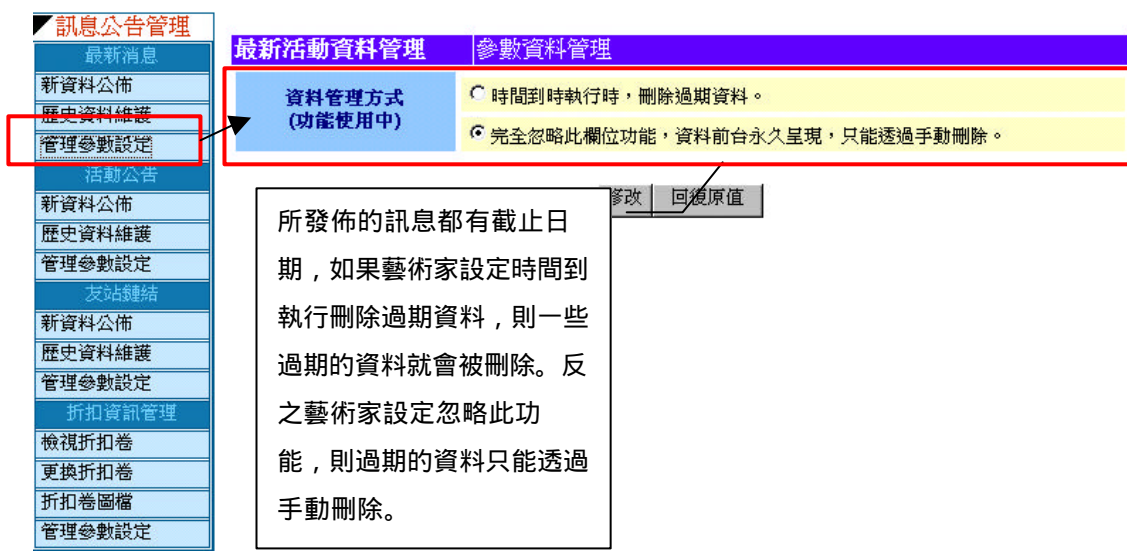 訊息公告管理
最新消息
新資料公佈
歷史資料維護
管理參數設定
活動公告
新資料公佈
歷史資料維護
管理參數設定
友站鏈結
新資料公佈
歷史資料維護
管理參數設定
折扣資訊管理
檢視折扣卷
更換折扣卷
折扣卷圖檔
管理參數設定
最新活動資料管理 參數資料管理
資料管理方式
(功能使用中)
時間到時執行時，刪除過期資料。
完全忽略此欄位功能，資料前台永久呈現，只能透過手動刪除。
修改 回復原值
所發佈的訊息都有截止日
期，如果藝術家設定時間到
執行刪除過期資料，則一些
過期的資料就會被刪除。反
之藝術家設定忽略此功
能，則過期的資料只能透過
手動刪除。